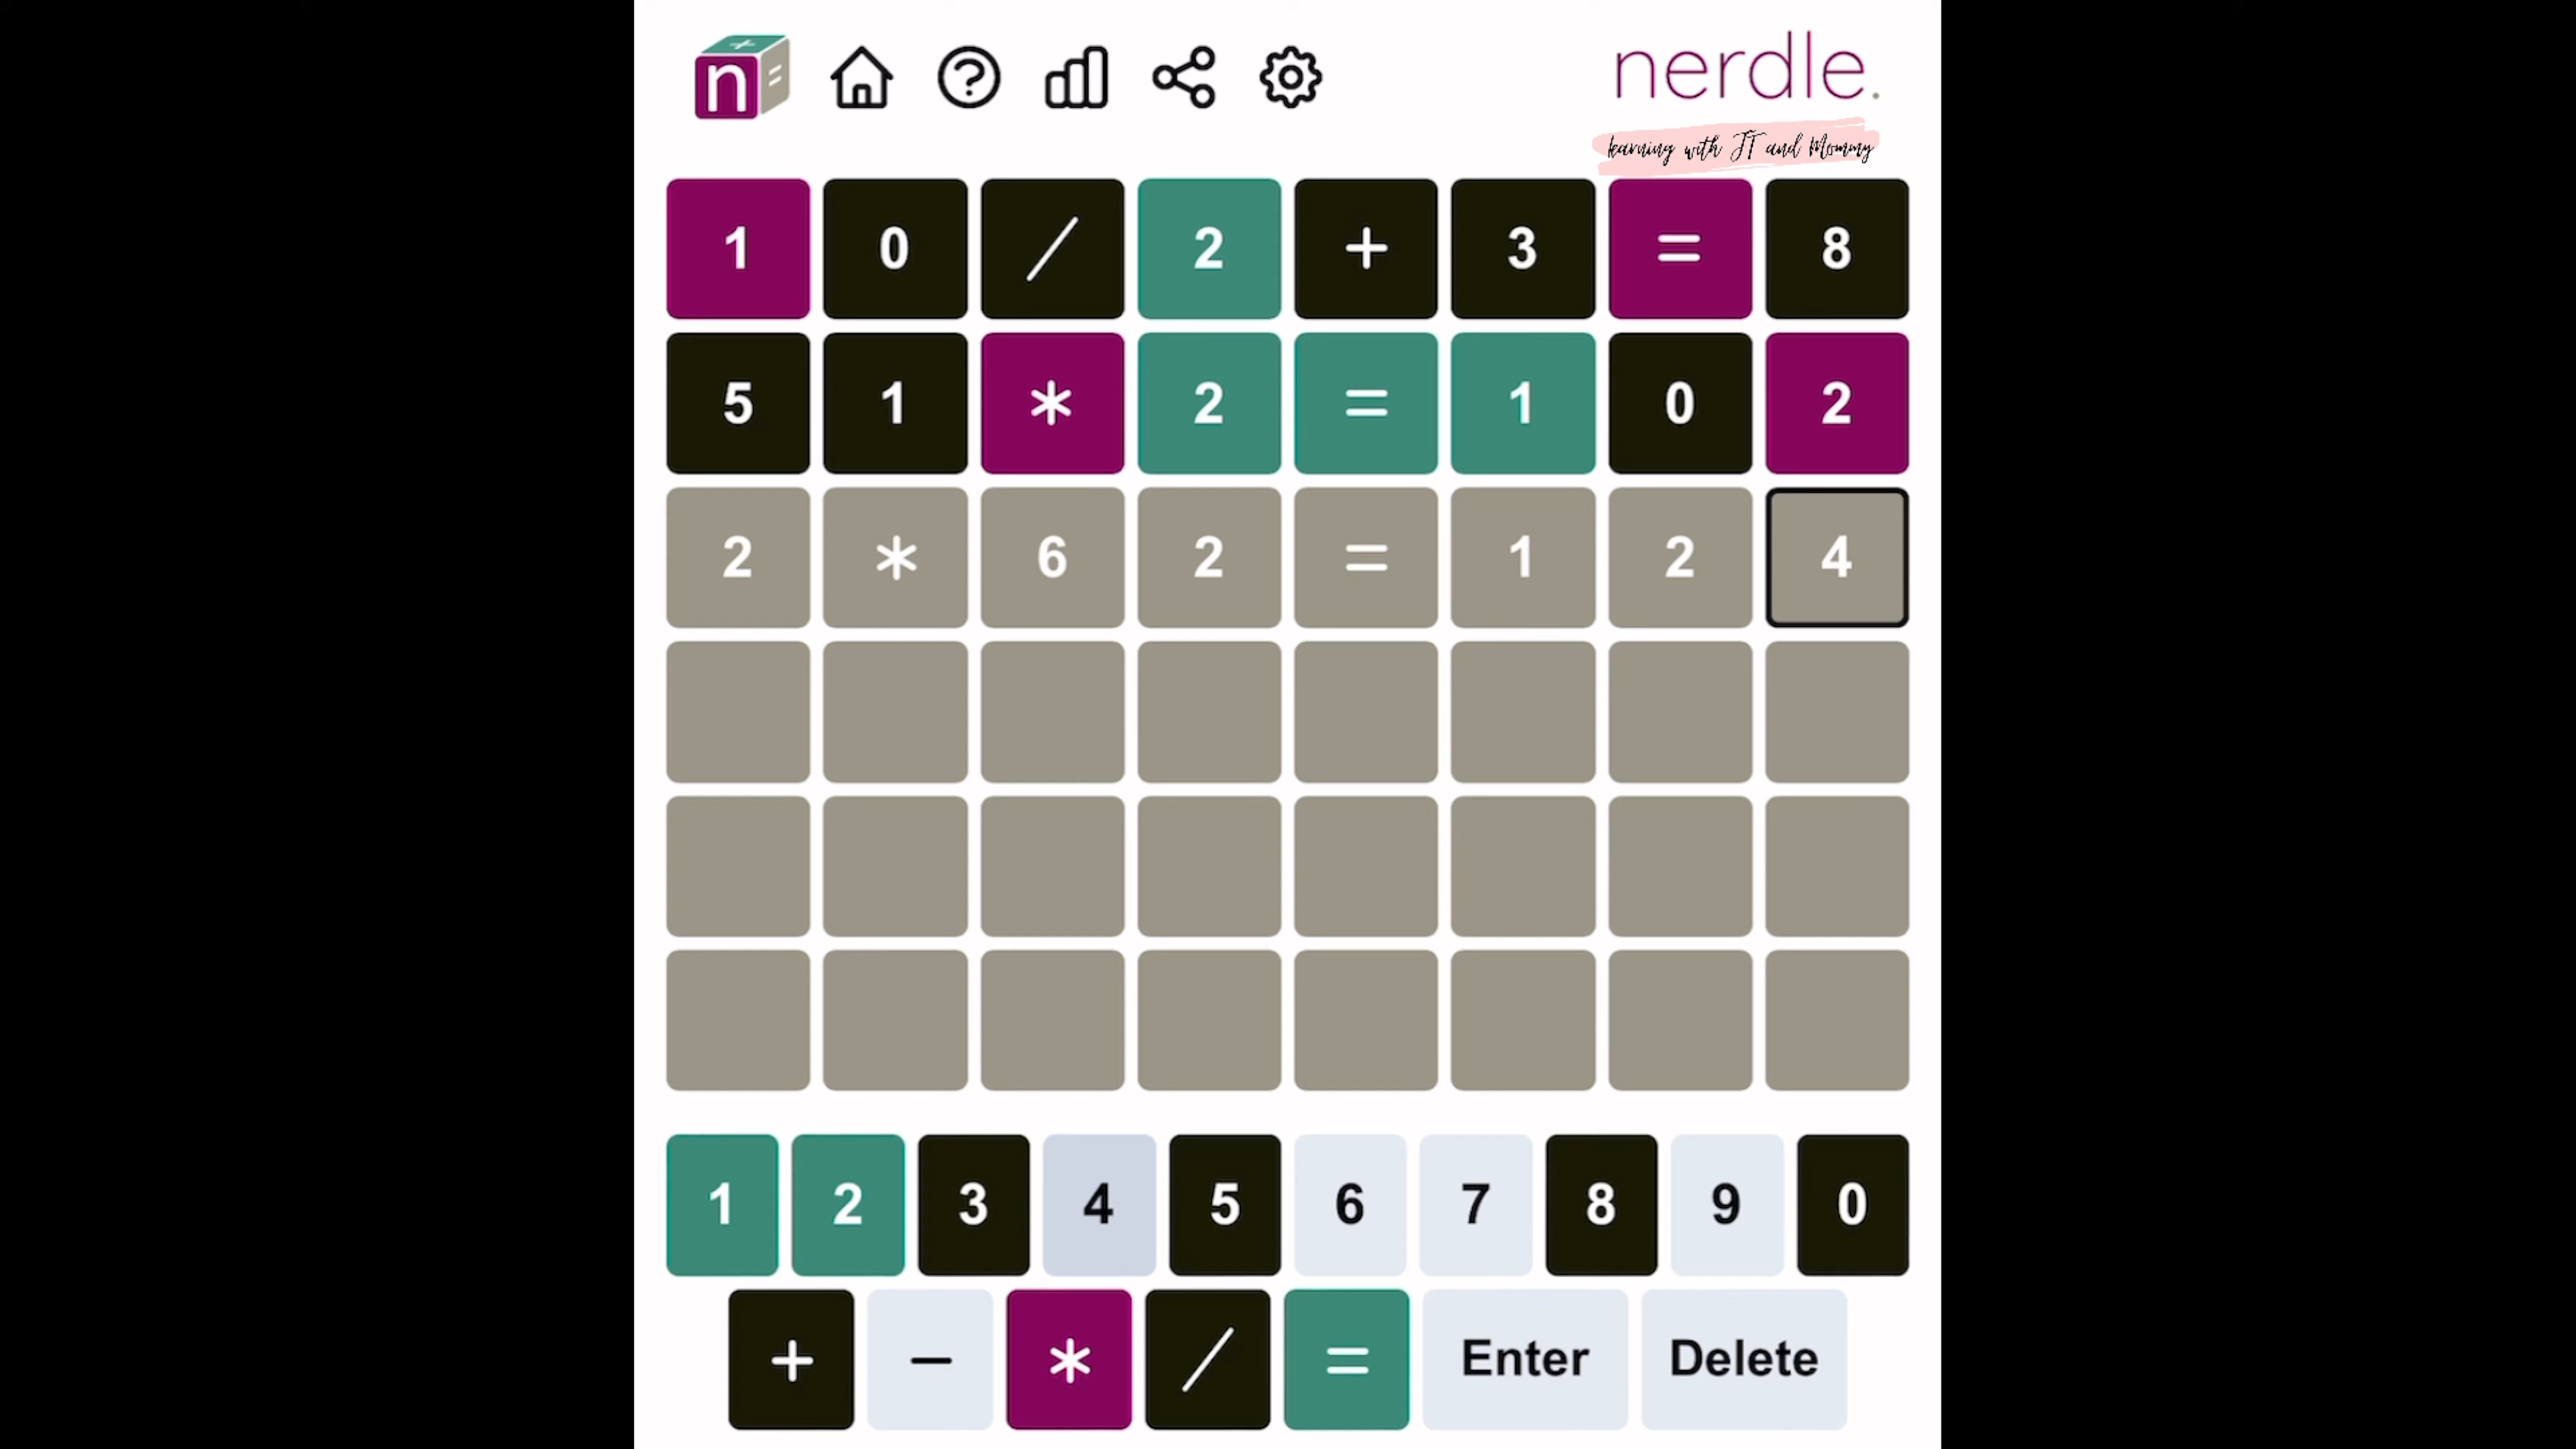 n
nerdle.
learning with JT and Mommy
1 0 / 2 + 3 = 8
5 1 * 2 = 1 0 2
2 * 6 2 = 1 2 4
1 2 3 4 5 6 7 8 9 0
+ - * / = Enter Delete